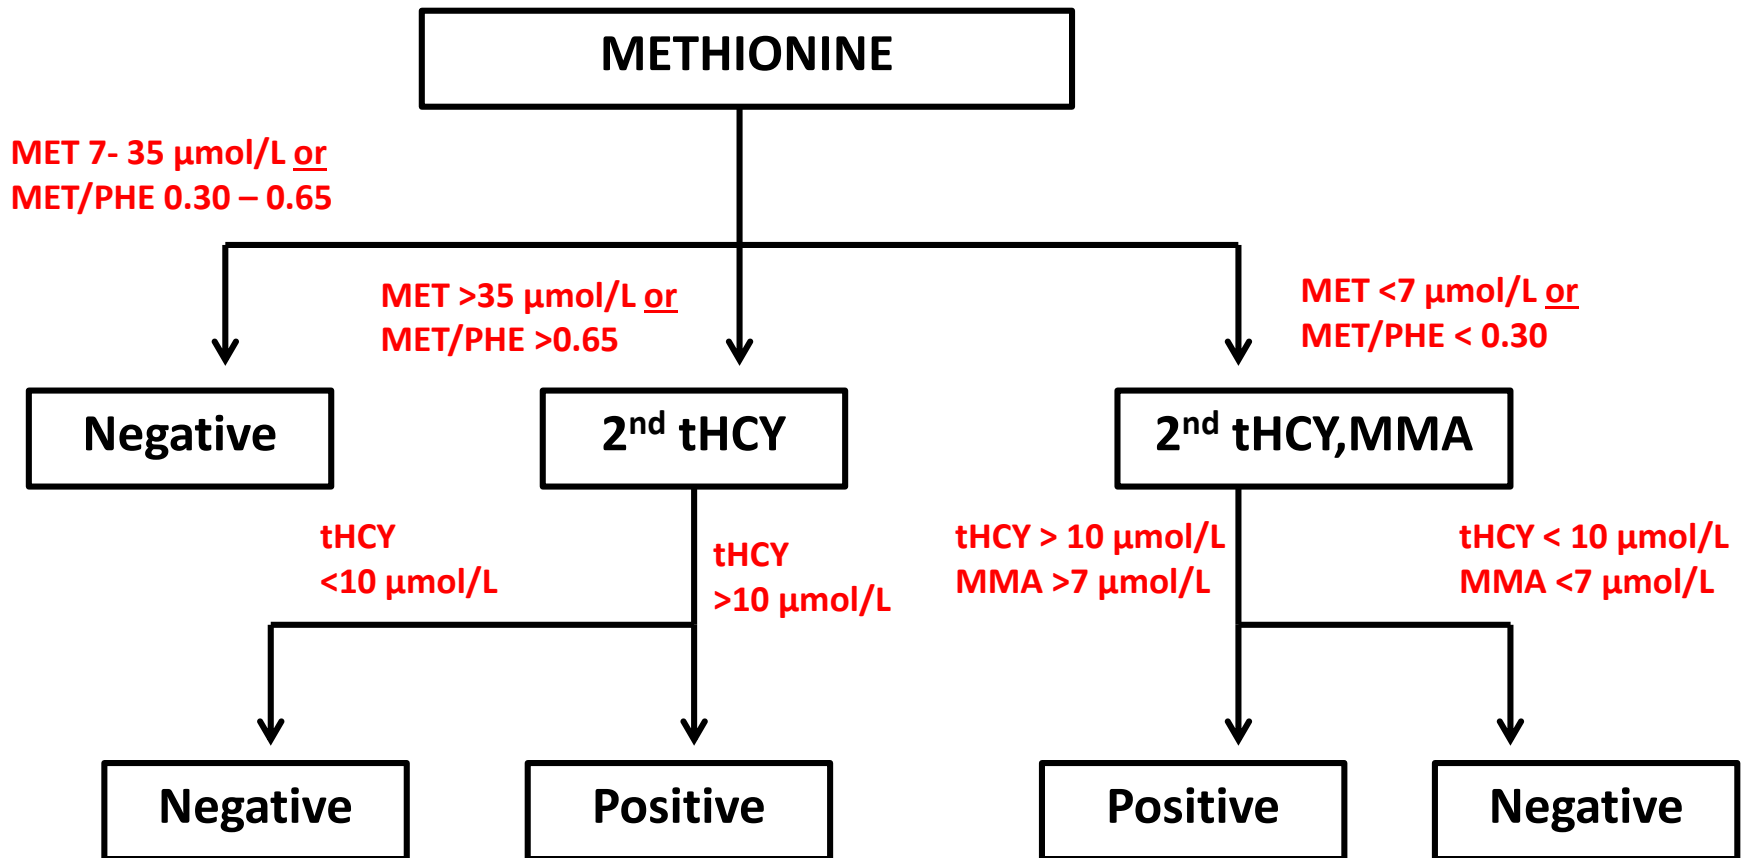 METHIONINE
MET 7- 35 µmol/L or
MET/PHE 0.30 – 0.65
MET >35 µmol/L or
MET/PHE >0.65
MET <7 µmol/L or
MET/PHE < 0.30
Negative
2nd tHCY
2nd tHCY,MMA
tHCY
<10 µmol/L
tHCY
>10 µmol/L
tHCY > 10 µmol/L
MMA >7 µmol/L
tHCY < 10 µmol/L
MMA <7 µmol/L
Negative
Positive
Positive
Negative